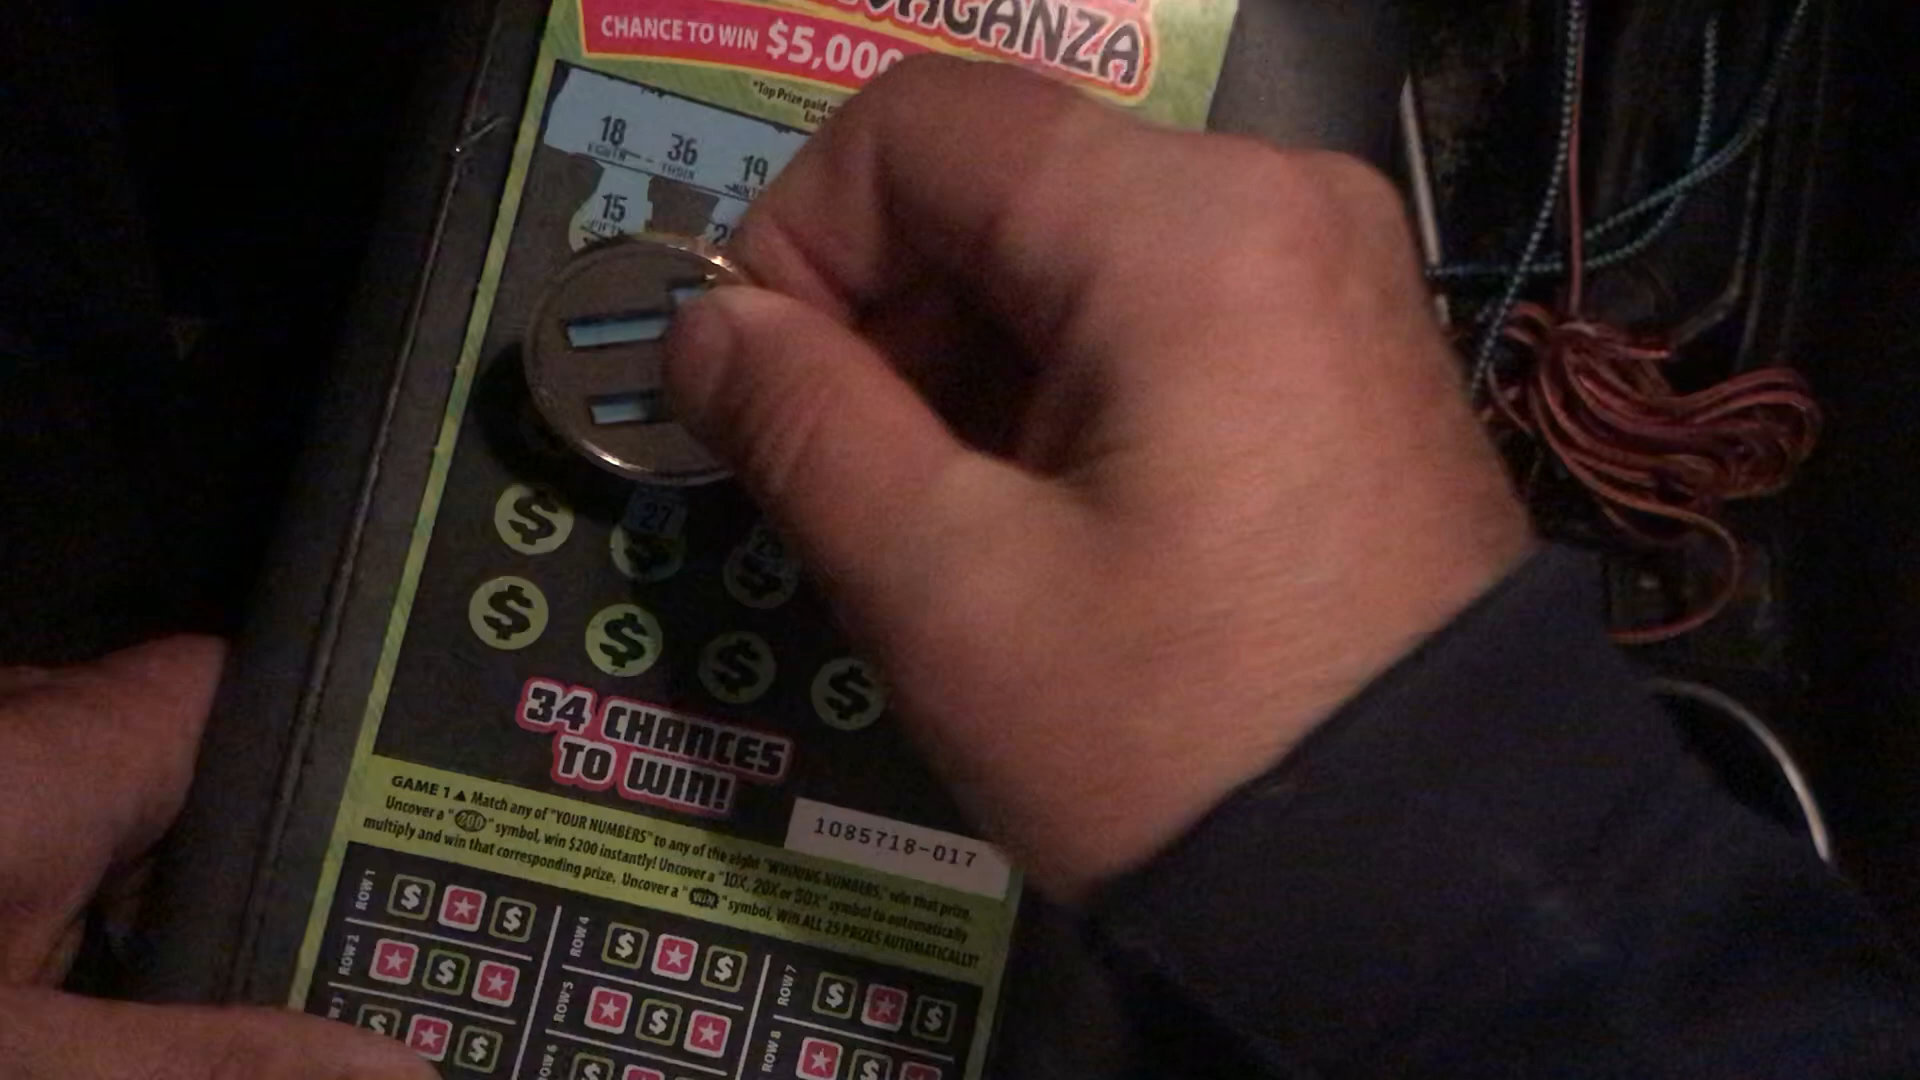 CHANCE TO WIN $5,000
*Top Prize paid
18 36 19
15
27
34 CHANCES
TO WIN!
1085718-017
GAME 1 ▲ Match any of "YOUR NUMBERS" to any of the eight "WINNING NUMBERS," win that prize.
Uncover a "200" symbol, win $200 instantly! Uncover a "10X, 20X or 50X" symbol to automatically
multiply and win that corresponding prize. Uncover a "WIN" symbol, win ALL 25 PRIZES AUTOMATICALLY!
ROW 1
ROW 4
ROW 7
ROW 2
ROW 5
ROW 8
ROW 6